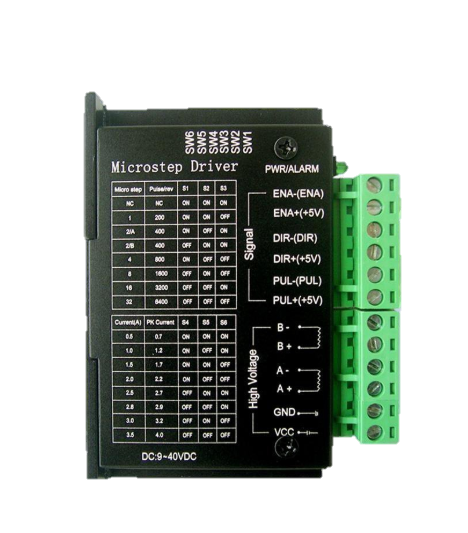 SW6
SW5
SW4
SW3
SW2
SW1
Microstep Driver
PWR/ALARM
Micro step Pulse/rev S1 S2 S3
NC NC ON ON ON
1 200 ON ON OFF
2/A 400 ON OFF ON
2/B 400 OFF ON ON
4 800 ON OFF OFF
8 1600 OFF ON OFF
16 3200 OFF OFF ON
32 6400 OFF OFF OFF
Current(A) PK Current S4 S5 S6
0.5 0.7 ON ON ON
1.0 1.2 ON OFF ON
1.5 1.7 ON ON OFF
2.0 2.2 ON OFF OFF
2.5 2.7 OFF ON ON
2.8 2.9 OFF OFF ON
3.0 3.2 OFF ON OFF
3.5 4.0 OFF OFF OFF
DC:9~40VDC
Signal
ENA-(ENA)
ENA+(+5V)
DIR-(DIR)
DIR+(+5V)
PUL-(PUL)
PUL+(+5V)
High Voltage
B -
B +
A -
A +
GND
VCC